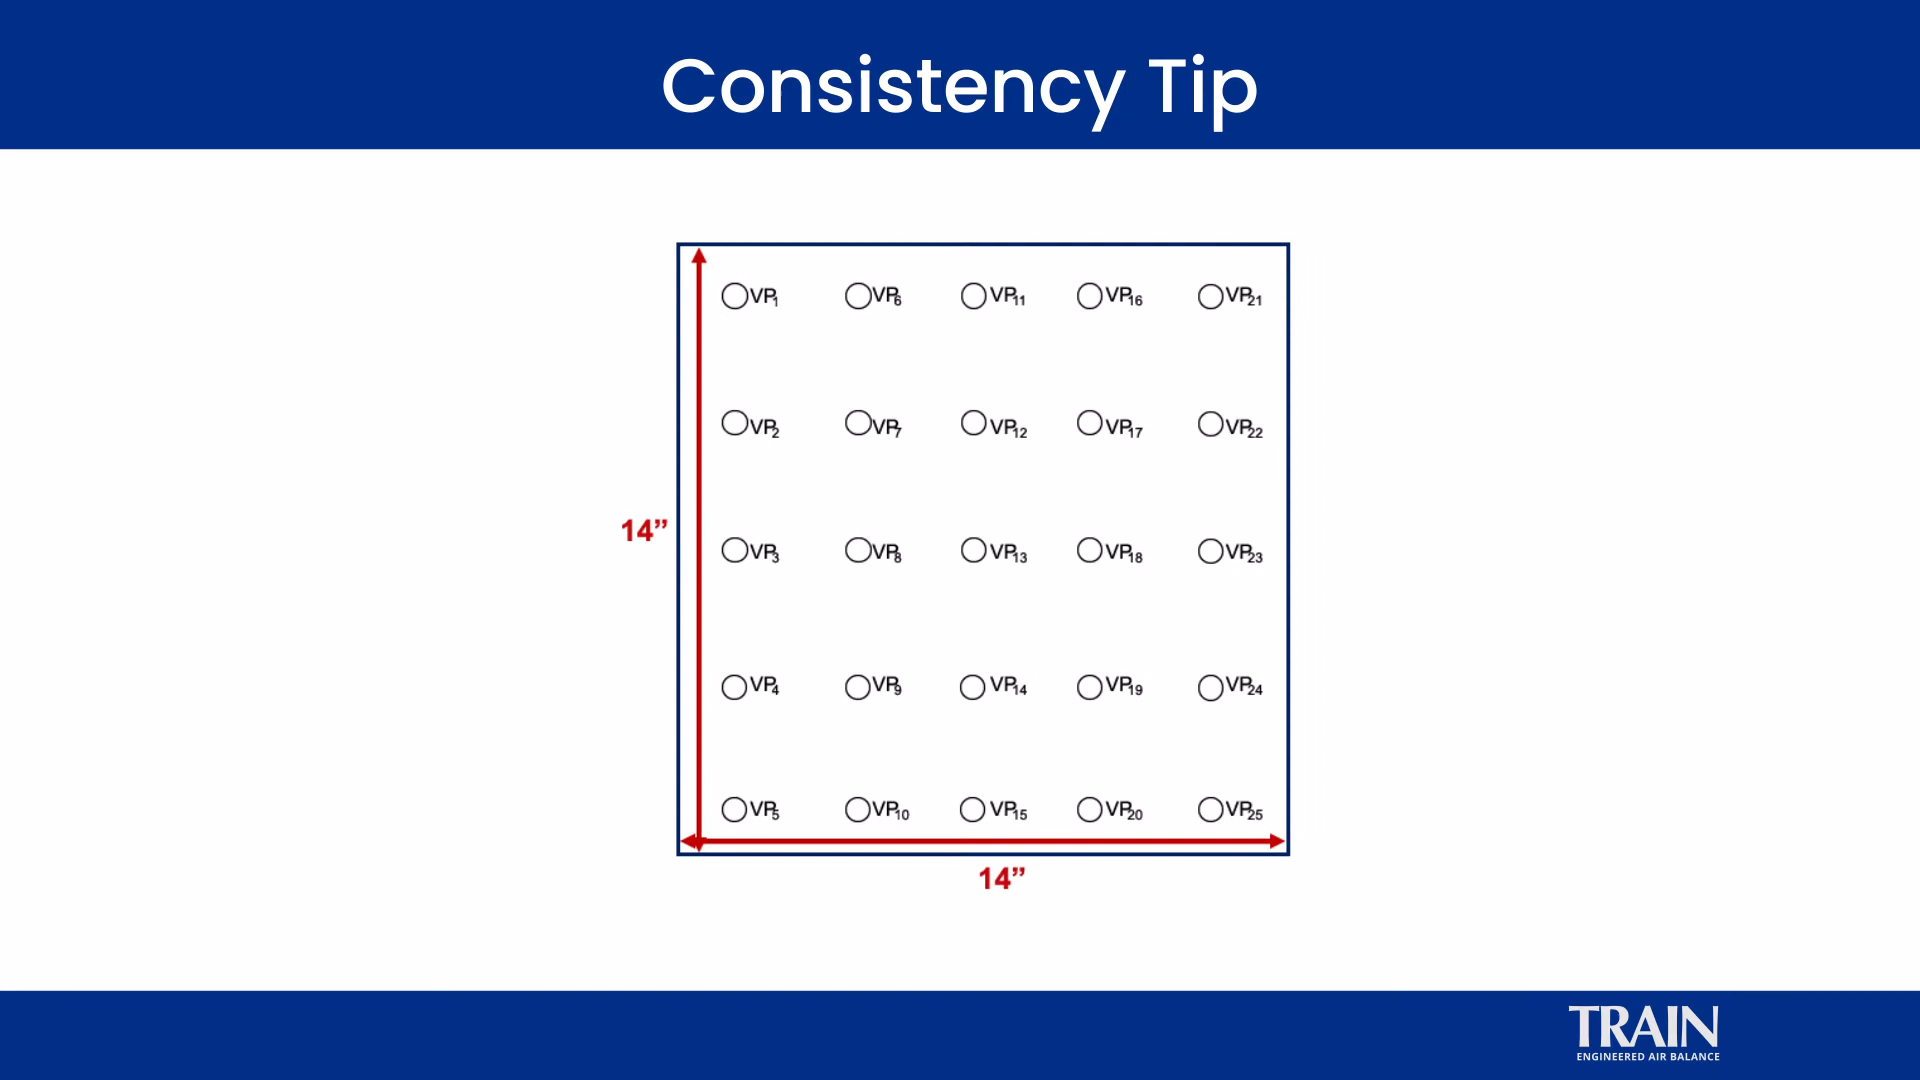 Consistency Tip
VP1 VP6 VP11 VP16 VP21
VP2 VP7 VP12 VP17 VP22
14”
VP3 VP8 VP13 VP18 VP23
VP4 VP9 VP14 VP19 VP24
VP5 VP10 VP15 VP20 VP25
14”
TRAIN
ENGINEERED AIR BALANCE